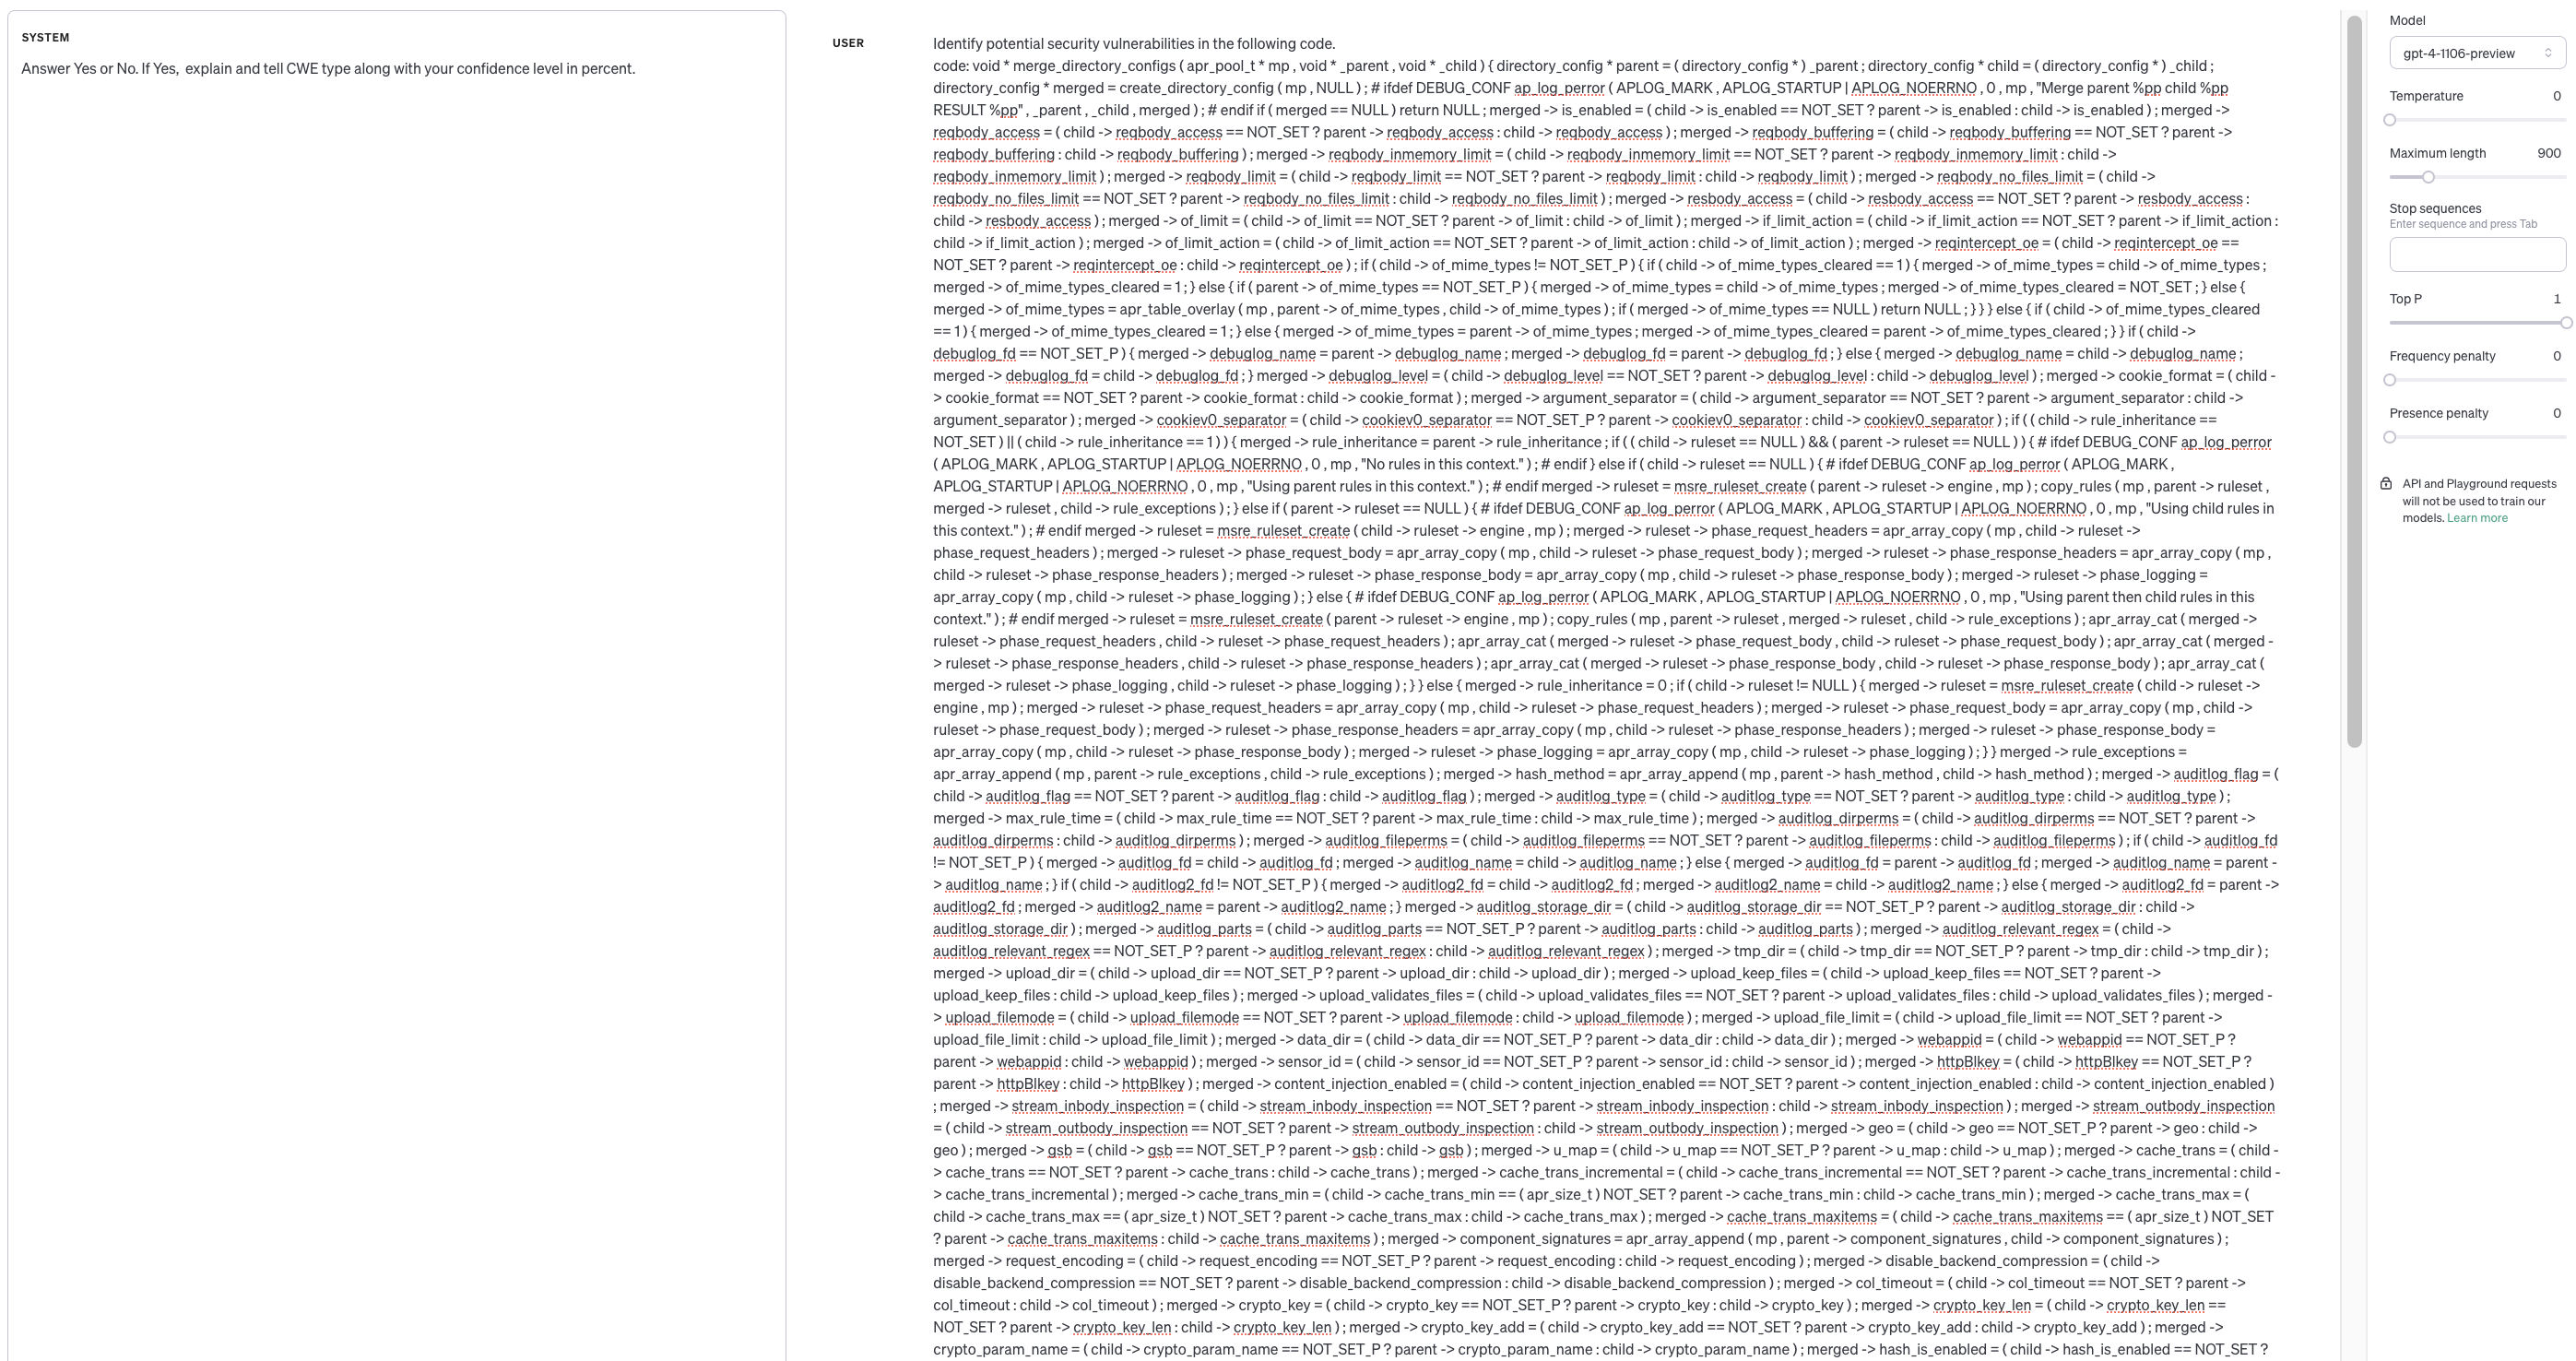 SYSTEM
Answer Yes or No. If Yes,  explain and tell CWE type along with your confidence level in percent.
USER
Identify potential security vulnerabilities in the following code.
code: void * merge_directory_configs ( apr_pool_t * mp , void * _parent , void * _child ) { directory_config * parent = ( directory_config * ) _parent ; directory_config * child = ( directory_config * ) _child ;
directory_config * merged = create_directory_config ( mp , NULL ) ; # ifdef DEBUG_CONF ap_log_perror ( APLOG_MARK , APLOG_STARTUP | APLOG_NOERRNO , 0 , mp , "Merge parent %pp child %pp
RESULT %pp" , _parent , _child , merged ) ; # endif if ( merged == NULL ) return NULL ; merged -> is_enabled = ( child -> is_enabled == NOT_SET ? parent -> is_enabled : child -> is_enabled ) ; merged ->
reqbody_access = ( child -> reqbody_access == NOT_SET ? parent -> reqbody_access : child -> reqbody_access ) ; merged -> reqbody_buffering = ( child -> reqbody_buffering == NOT_SET ? parent ->
reqbody_buffering : child -> reqbody_buffering ) ; merged -> reqbody_inmemory_limit = ( child -> reqbody_inmemory_limit == NOT_SET ? parent -> reqbody_inmemory_limit : child ->
reqbody_inmemory_limit ) ; merged -> reqbody_limit = ( child -> reqbody_limit == NOT_SET ? parent -> reqbody_limit : child -> reqbody_limit ) ; merged -> reqbody_no_files_limit = ( child ->
reqbody_no_files_limit == NOT_SET ? parent -> reqbody_no_files_limit : child -> reqbody_no_files_limit ) ; merged -> resbody_access = ( child -> resbody_access == NOT_SET ? parent -> resbody_access :
child -> resbody_access ) ; merged -> of_limit = ( child -> of_limit == NOT_SET ? parent -> of_limit : child -> of_limit ) ; merged -> if_limit_action = ( child -> if_limit_action == NOT_SET ? parent -> if_limit_action :
child -> if_limit_action ) ; merged -> of_limit_action = ( child -> of_limit_action == NOT_SET ? parent -> of_limit_action : child -> of_limit_action ) ; merged -> reqintercept_oe = ( child -> reqintercept_oe ==
NOT_SET ? parent -> reqintercept_oe : child -> reqintercept_oe ) ; if ( child -> of_mime_types != NOT_SET_P ) { if ( child -> of_mime_types_cleared == 1 ) { merged -> of_mime_types = child -> of_mime_types ;
merged -> of_mime_types_cleared = 1 ; } else { if ( parent -> of_mime_types == NOT_SET_P ) { merged -> of_mime_types = child -> of_mime_types ; merged -> of_mime_types_cleared = NOT_SET ; } else {
merged -> of_mime_types = apr_table_overlay ( mp , parent -> of_mime_types , child -> of_mime_types ) ; if ( merged -> of_mime_types == NULL ) return NULL ; } } } else { if ( child -> of_mime_types_cleared
== 1 ) { merged -> of_mime_types_cleared = 1 ; } else { merged -> of_mime_types = parent -> of_mime_types ; merged -> of_mime_types_cleared = parent -> of_mime_types_cleared ; } } if ( child ->
debuglog_fd == NOT_SET_P ) { merged -> debuglog_name = parent -> debuglog_name ; merged -> debuglog_fd = parent -> debuglog_fd ; } else { merged -> debuglog_name = child -> debuglog_name ;
merged -> debuglog_fd = child -> debuglog_fd ; } merged -> debuglog_level = ( child -> debuglog_level == NOT_SET ? parent -> debuglog_level : child -> debuglog_level ) ; merged -> cookie_format = ( child -
> cookie_format == NOT_SET ? parent -> cookie_format : child -> cookie_format ) ; merged -> argument_separator = ( child -> argument_separator == NOT_SET ? parent -> argument_separator : child ->
argument_separator ) ; merged -> cookiev0_separator = ( child -> cookiev0_separator == NOT_SET_P ? parent -> cookiev0_separator : child -> cookiev0_separator ) ; if ( ( child -> rule_inheritance ==
NOT_SET ) || ( child -> rule_inheritance == 1 ) ) { merged -> rule_inheritance = parent -> rule_inheritance ; if ( ( child -> ruleset == NULL ) && ( parent -> ruleset == NULL ) ) { # ifdef DEBUG_CONF ap_log_perror
( APLOG_MARK , APLOG_STARTUP | APLOG_NOERRNO , 0 , mp , "No rules in this context." ) ; # endif } else if ( child -> ruleset == NULL ) { # ifdef DEBUG_CONF ap_log_perror ( APLOG_MARK ,
APLOG_STARTUP | APLOG_NOERRNO , 0 , mp , "Using parent rules in this context." ) ; # endif merged -> ruleset = msre_ruleset_create ( parent -> ruleset -> engine , mp ) ; copy_rules ( mp , parent -> ruleset ,
merged -> ruleset , child -> rule_exceptions ) ; } else if ( parent -> ruleset == NULL ) { # ifdef DEBUG_CONF ap_log_perror ( APLOG_MARK , APLOG_STARTUP | APLOG_NOERRNO , 0 , mp , "Using child rules in
this context." ) ; # endif merged -> ruleset = msre_ruleset_create ( child -> ruleset -> engine , mp ) ; merged -> ruleset -> phase_request_headers = apr_array_copy ( mp , child -> ruleset ->
phase_request_headers ) ; merged -> ruleset -> phase_request_body = apr_array_copy ( mp , child -> ruleset -> phase_request_body ) ; merged -> ruleset -> phase_response_headers = apr_array_copy ( mp ,
child -> ruleset -> phase_response_headers ) ; merged -> ruleset -> phase_response_body = apr_array_copy ( mp , child -> ruleset -> phase_response_body ) ; merged -> ruleset -> phase_logging =
apr_array_copy ( mp , child -> ruleset -> phase_logging ) ; } else { # ifdef DEBUG_CONF ap_log_perror ( APLOG_MARK , APLOG_STARTUP | APLOG_NOERRNO , 0 , mp , "Using parent then child rules in this
context." ) ; # endif merged -> ruleset = msre_ruleset_create ( parent -> ruleset -> engine , mp ) ; copy_rules ( mp , parent -> ruleset , merged -> ruleset , child -> rule_exceptions ) ; apr_array_cat ( merged ->
ruleset -> phase_request_headers , child -> ruleset -> phase_request_headers ) ; apr_array_cat ( merged -> ruleset -> phase_request_body , child -> ruleset -> phase_request_body ) ; apr_array_cat ( merged -
> ruleset -> phase_response_headers , child -> ruleset -> phase_response_headers ) ; apr_array_cat ( merged -> ruleset -> phase_response_body , child -> ruleset -> phase_response_body ) ; apr_array_cat (
merged -> ruleset -> phase_logging , child -> ruleset -> phase_logging ) ; } } else { merged -> rule_inheritance = 0 ; if ( child -> ruleset != NULL ) { merged -> ruleset = msre_ruleset_create ( child -> ruleset ->
engine , mp ) ; merged -> ruleset -> phase_request_headers = apr_array_copy ( mp , child -> ruleset -> phase_request_headers ) ; merged -> ruleset -> phase_request_body = apr_array_copy ( mp , child ->
ruleset -> phase_request_body ) ; merged -> ruleset -> phase_response_headers = apr_array_copy ( mp , child -> ruleset -> phase_response_headers ) ; merged -> ruleset -> phase_response_body =
apr_array_copy ( mp , child -> ruleset -> phase_response_body ) ; merged -> ruleset -> phase_logging = apr_array_copy ( mp , child -> ruleset -> phase_logging ) ; } } merged -> rule_exceptions =
apr_array_append ( mp , parent -> rule_exceptions , child -> rule_exceptions ) ; merged -> hash_method = apr_array_append ( mp , parent -> hash_method , child -> hash_method ) ; merged -> auditlog_flag = (
child -> auditlog_flag == NOT_SET ? parent -> auditlog_flag : child -> auditlog_flag ) ; merged -> auditlog_type = ( child -> auditlog_type == NOT_SET ? parent -> auditlog_type : child -> auditlog_type ) ;
merged -> max_rule_time = ( child -> max_rule_time == NOT_SET ? parent -> max_rule_time : child -> max_rule_time ) ; merged -> auditlog_dirperms = ( child -> auditlog_dirperms == NOT_SET ? parent ->
auditlog_dirperms : child -> auditlog_dirperms ) ; merged -> auditlog_fileperms = ( child -> auditlog_fileperms == NOT_SET ? parent -> auditlog_fileperms : child -> auditlog_fileperms ) ; if ( child -> auditlog_fd
!= NOT_SET_P ) { merged -> auditlog_fd = child -> auditlog_fd ; merged -> auditlog_name = child -> auditlog_name ; } else { merged -> auditlog_fd = parent -> auditlog_fd ; merged -> auditlog_name = parent -
> auditlog_name ; } if ( child -> auditlog2_fd != NOT_SET_P ) { merged -> auditlog2_fd = child -> auditlog2_fd ; merged -> auditlog2_name = child -> auditlog2_name ; } else { merged -> auditlog2_fd = parent ->
auditlog2_fd ; merged -> auditlog2_name = parent -> auditlog2_name ; } merged -> auditlog_storage_dir = ( child -> auditlog_storage_dir == NOT_SET_P ? parent -> auditlog_storage_dir : child ->
auditlog_storage_dir ) ; merged -> auditlog_parts = ( child -> auditlog_parts == NOT_SET_P ? parent -> auditlog_parts : child -> auditlog_parts ) ; merged -> auditlog_relevant_regex = ( child ->
auditlog_relevant_regex == NOT_SET_P ? parent -> auditlog_relevant_regex : child -> auditlog_relevant_regex ) ; merged -> tmp_dir = ( child -> tmp_dir == NOT_SET_P ? parent -> tmp_dir : child -> tmp_dir ) ;
merged -> upload_dir = ( child -> upload_dir == NOT_SET_P ? parent -> upload_dir : child -> upload_dir ) ; merged -> upload_keep_files = ( child -> upload_keep_files == NOT_SET ? parent ->
upload_keep_files : child -> upload_keep_files ) ; merged -> upload_validates_files = ( child -> upload_validates_files == NOT_SET ? parent -> upload_validates_files : child -> upload_validates_files ) ; merged -
> upload_filemode = ( child -> upload_filemode == NOT_SET ? parent -> upload_filemode : child -> upload_filemode ) ; merged -> upload_file_limit = ( child -> upload_file_limit == NOT_SET ? parent ->
upload_file_limit : child -> upload_file_limit ) ; merged -> data_dir = ( child -> data_dir == NOT_SET_P ? parent -> data_dir : child -> data_dir ) ; merged -> webappid = ( child -> webappid == NOT_SET_P ?
parent -> webappid : child -> webappid ) ; merged -> sensor_id = ( child -> sensor_id == NOT_SET_P ? parent -> sensor_id : child -> sensor_id ) ; merged -> httpBlkey = ( child -> httpBlkey == NOT_SET_P ?
parent -> httpBlkey : child -> httpBlkey ) ; merged -> content_injection_enabled = ( child -> content_injection_enabled == NOT_SET ? parent -> content_injection_enabled : child -> content_injection_enabled )
; merged -> stream_inbody_inspection = ( child -> stream_inbody_inspection == NOT_SET ? parent -> stream_inbody_inspection : child -> stream_inbody_inspection ) ; merged -> stream_outbody_inspection
= ( child -> stream_outbody_inspection == NOT_SET ? parent -> stream_outbody_inspection : child -> stream_outbody_inspection ) ; merged -> geo = ( child -> geo == NOT_SET_P ? parent -> geo : child ->
geo ) ; merged -> gsb = ( child -> gsb == NOT_SET_P ? parent -> gsb : child -> gsb ) ; merged -> u_map = ( child -> u_map == NOT_SET_P ? parent -> u_map : child -> u_map ) ; merged -> cache_trans = ( child -
> cache_trans == NOT_SET ? parent -> cache_trans : child -> cache_trans ) ; merged -> cache_trans_incremental = ( child -> cache_trans_incremental == NOT_SET ? parent -> cache_trans_incremental : child -
> cache_trans_incremental ) ; merged -> cache_trans_min = ( child -> cache_trans_min == ( apr_size_t ) NOT_SET ? parent -> cache_trans_min : child -> cache_trans_min ) ; merged -> cache_trans_max = (
child -> cache_trans_max == ( apr_size_t ) NOT_SET ? parent -> cache_trans_max : child -> cache_trans_max ) ; merged -> cache_trans_maxitems = ( child -> cache_trans_maxitems == ( apr_size_t ) NOT_SET
? parent -> cache_trans_maxitems : child -> cache_trans_maxitems ) ; merged -> component_signatures = apr_array_append ( mp , parent -> component_signatures , child -> component_signatures ) ;
merged -> request_encoding = ( child -> request_encoding == NOT_SET_P ? parent -> request_encoding : child -> request_encoding ) ; merged -> disable_backend_compression = ( child ->
disable_backend_compression == NOT_SET ? parent -> disable_backend_compression : child -> disable_backend_compression ) ; merged -> col_timeout = ( child -> col_timeout == NOT_SET ? parent ->
col_timeout : child -> col_timeout ) ; merged -> crypto_key = ( child -> crypto_key == NOT_SET_P ? parent -> crypto_key : child -> crypto_key ) ; merged -> crypto_key_len = ( child -> crypto_key_len ==
NOT_SET ? parent -> crypto_key_len : child -> crypto_key_len ) ; merged -> crypto_key_add = ( child -> crypto_key_add == NOT_SET ? parent -> crypto_key_add : child -> crypto_key_add ) ; merged ->
crypto_param_name = ( child -> crypto_param_name == NOT_SET_P ? parent -> crypto_param_name : child -> crypto_param_name ) ; merged -> hash_is_enabled = ( child -> hash_is_enabled == NOT_SET ?
Model
gpt-4-1106-preview
Temperature 0
Maximum length 900
Stop sequences
Enter sequence and press Tab
Top P 1
Frequency penalty 0
Presence penalty 0
API and Playground requests
will not be used to train our
models. Learn more